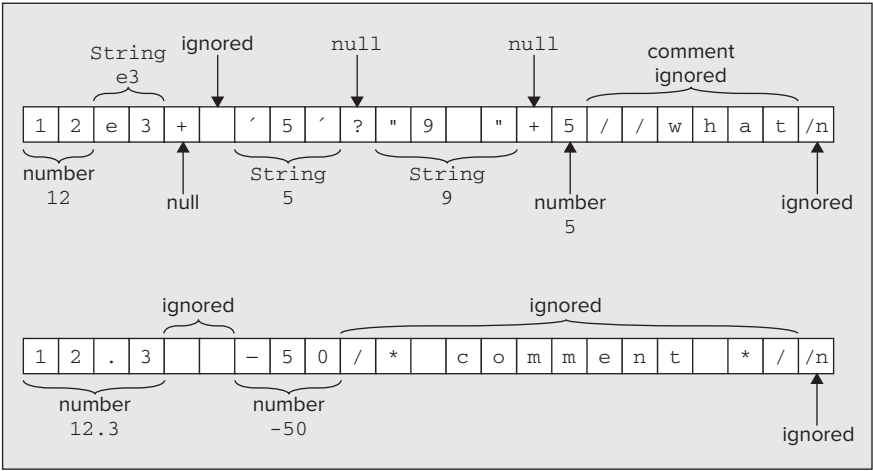 String
e3
ignored
null
null
comment
ignored
1 2 e 3 + ´ 5 ´ ? " 9 " + 5 / / w h a t /n
number
12
null
String
5
String
9
number
5
ignored
ignored
ignored
1 2 . 3 – 5 0 / * c o m m e n t * / /n
number
12.3
number
-50
ignored